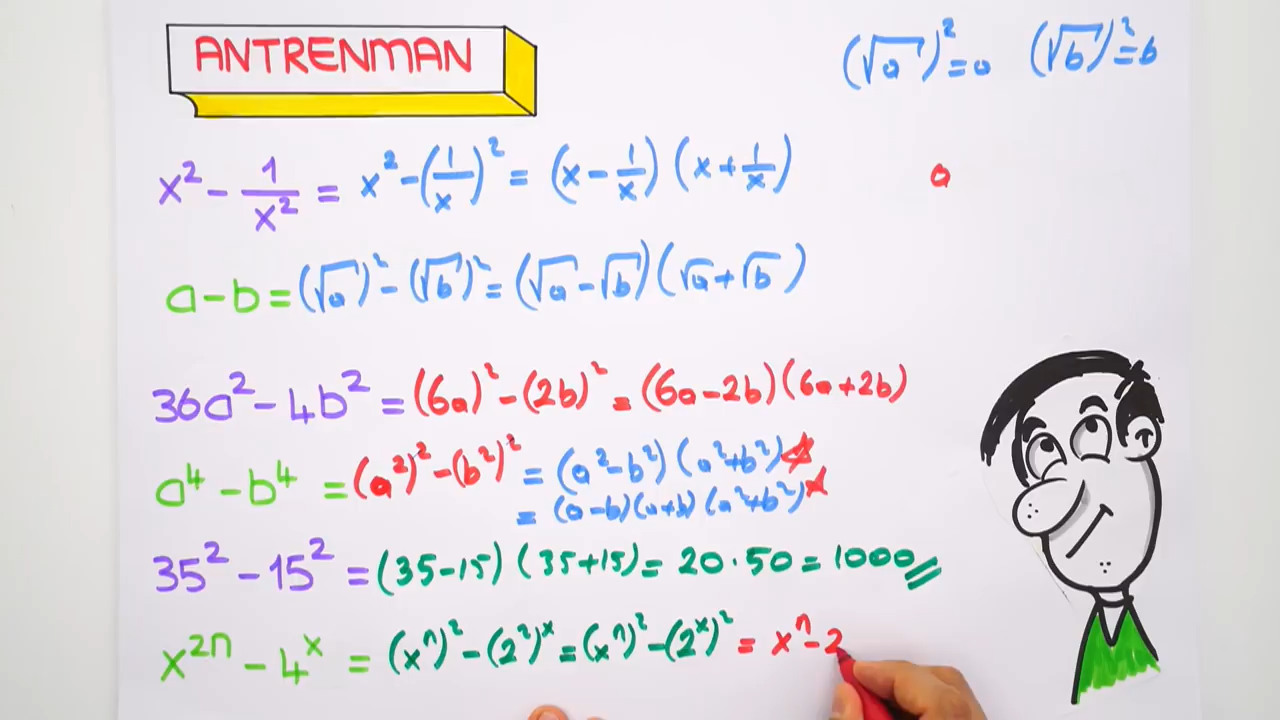 ANTRENMAN
(√a)² = a (√b)² = b
x² - 1/x² = x² - (1/x)² = (x - 1/x) (x + 1/x)
a
a - b = (√a)² - (√b)² = (√a - √b) (√a + √b)
36a² - 4b² = (6a)² - (2b)² = (6a - 2b) (6a + 2b)
a⁴ - b⁴ = (a²)² - (b²)² = (a² - b²) (a² + b²)
= (a - b) (a + b) (a² + b²)
35² - 15² = (35 - 15) (35 + 15) = 20 · 50 = 1000
x²ⁿ - 4ˣ = (xⁿ)² - (2²)ˣ = (xⁿ)² - (2ˣ)² = xⁿ - 2